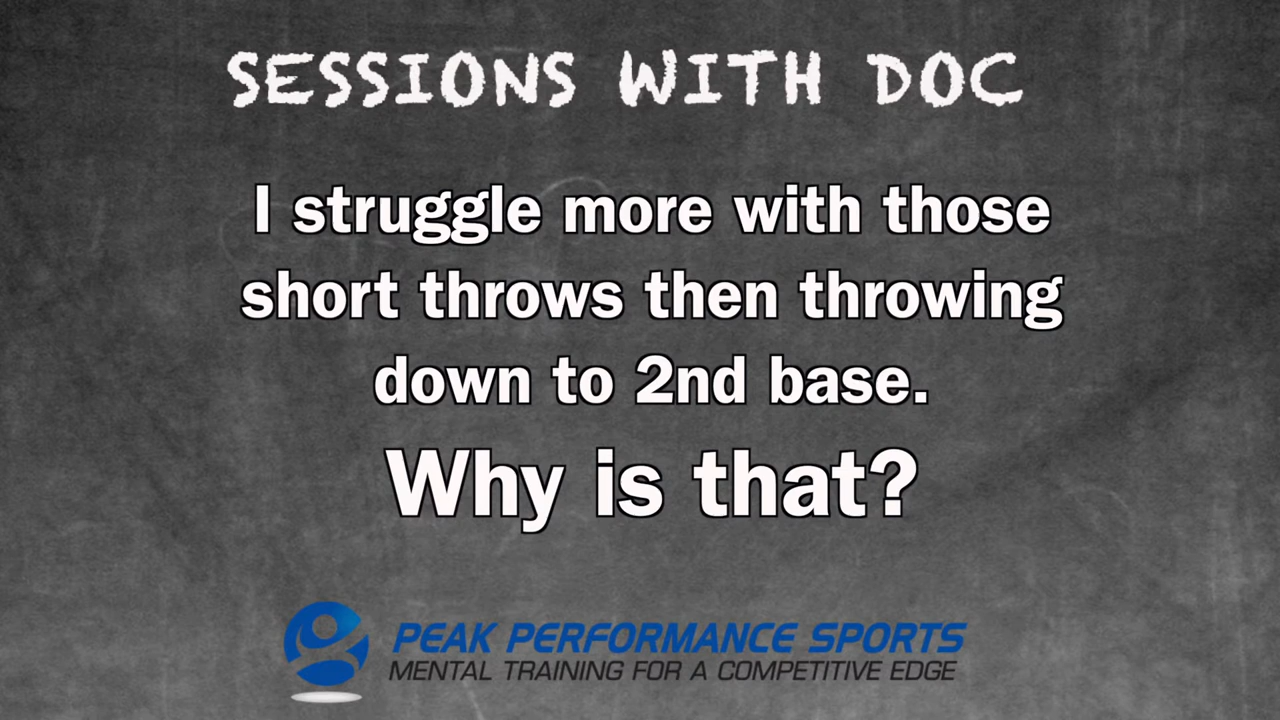 SESSIONS WITH DOC
I struggle more with those
short throws then throwing
down to 2nd base.
Why is that?
PEAK PERFORMANCE SPORTS
MENTAL TRAINING FOR A COMPETITIVE EDGE